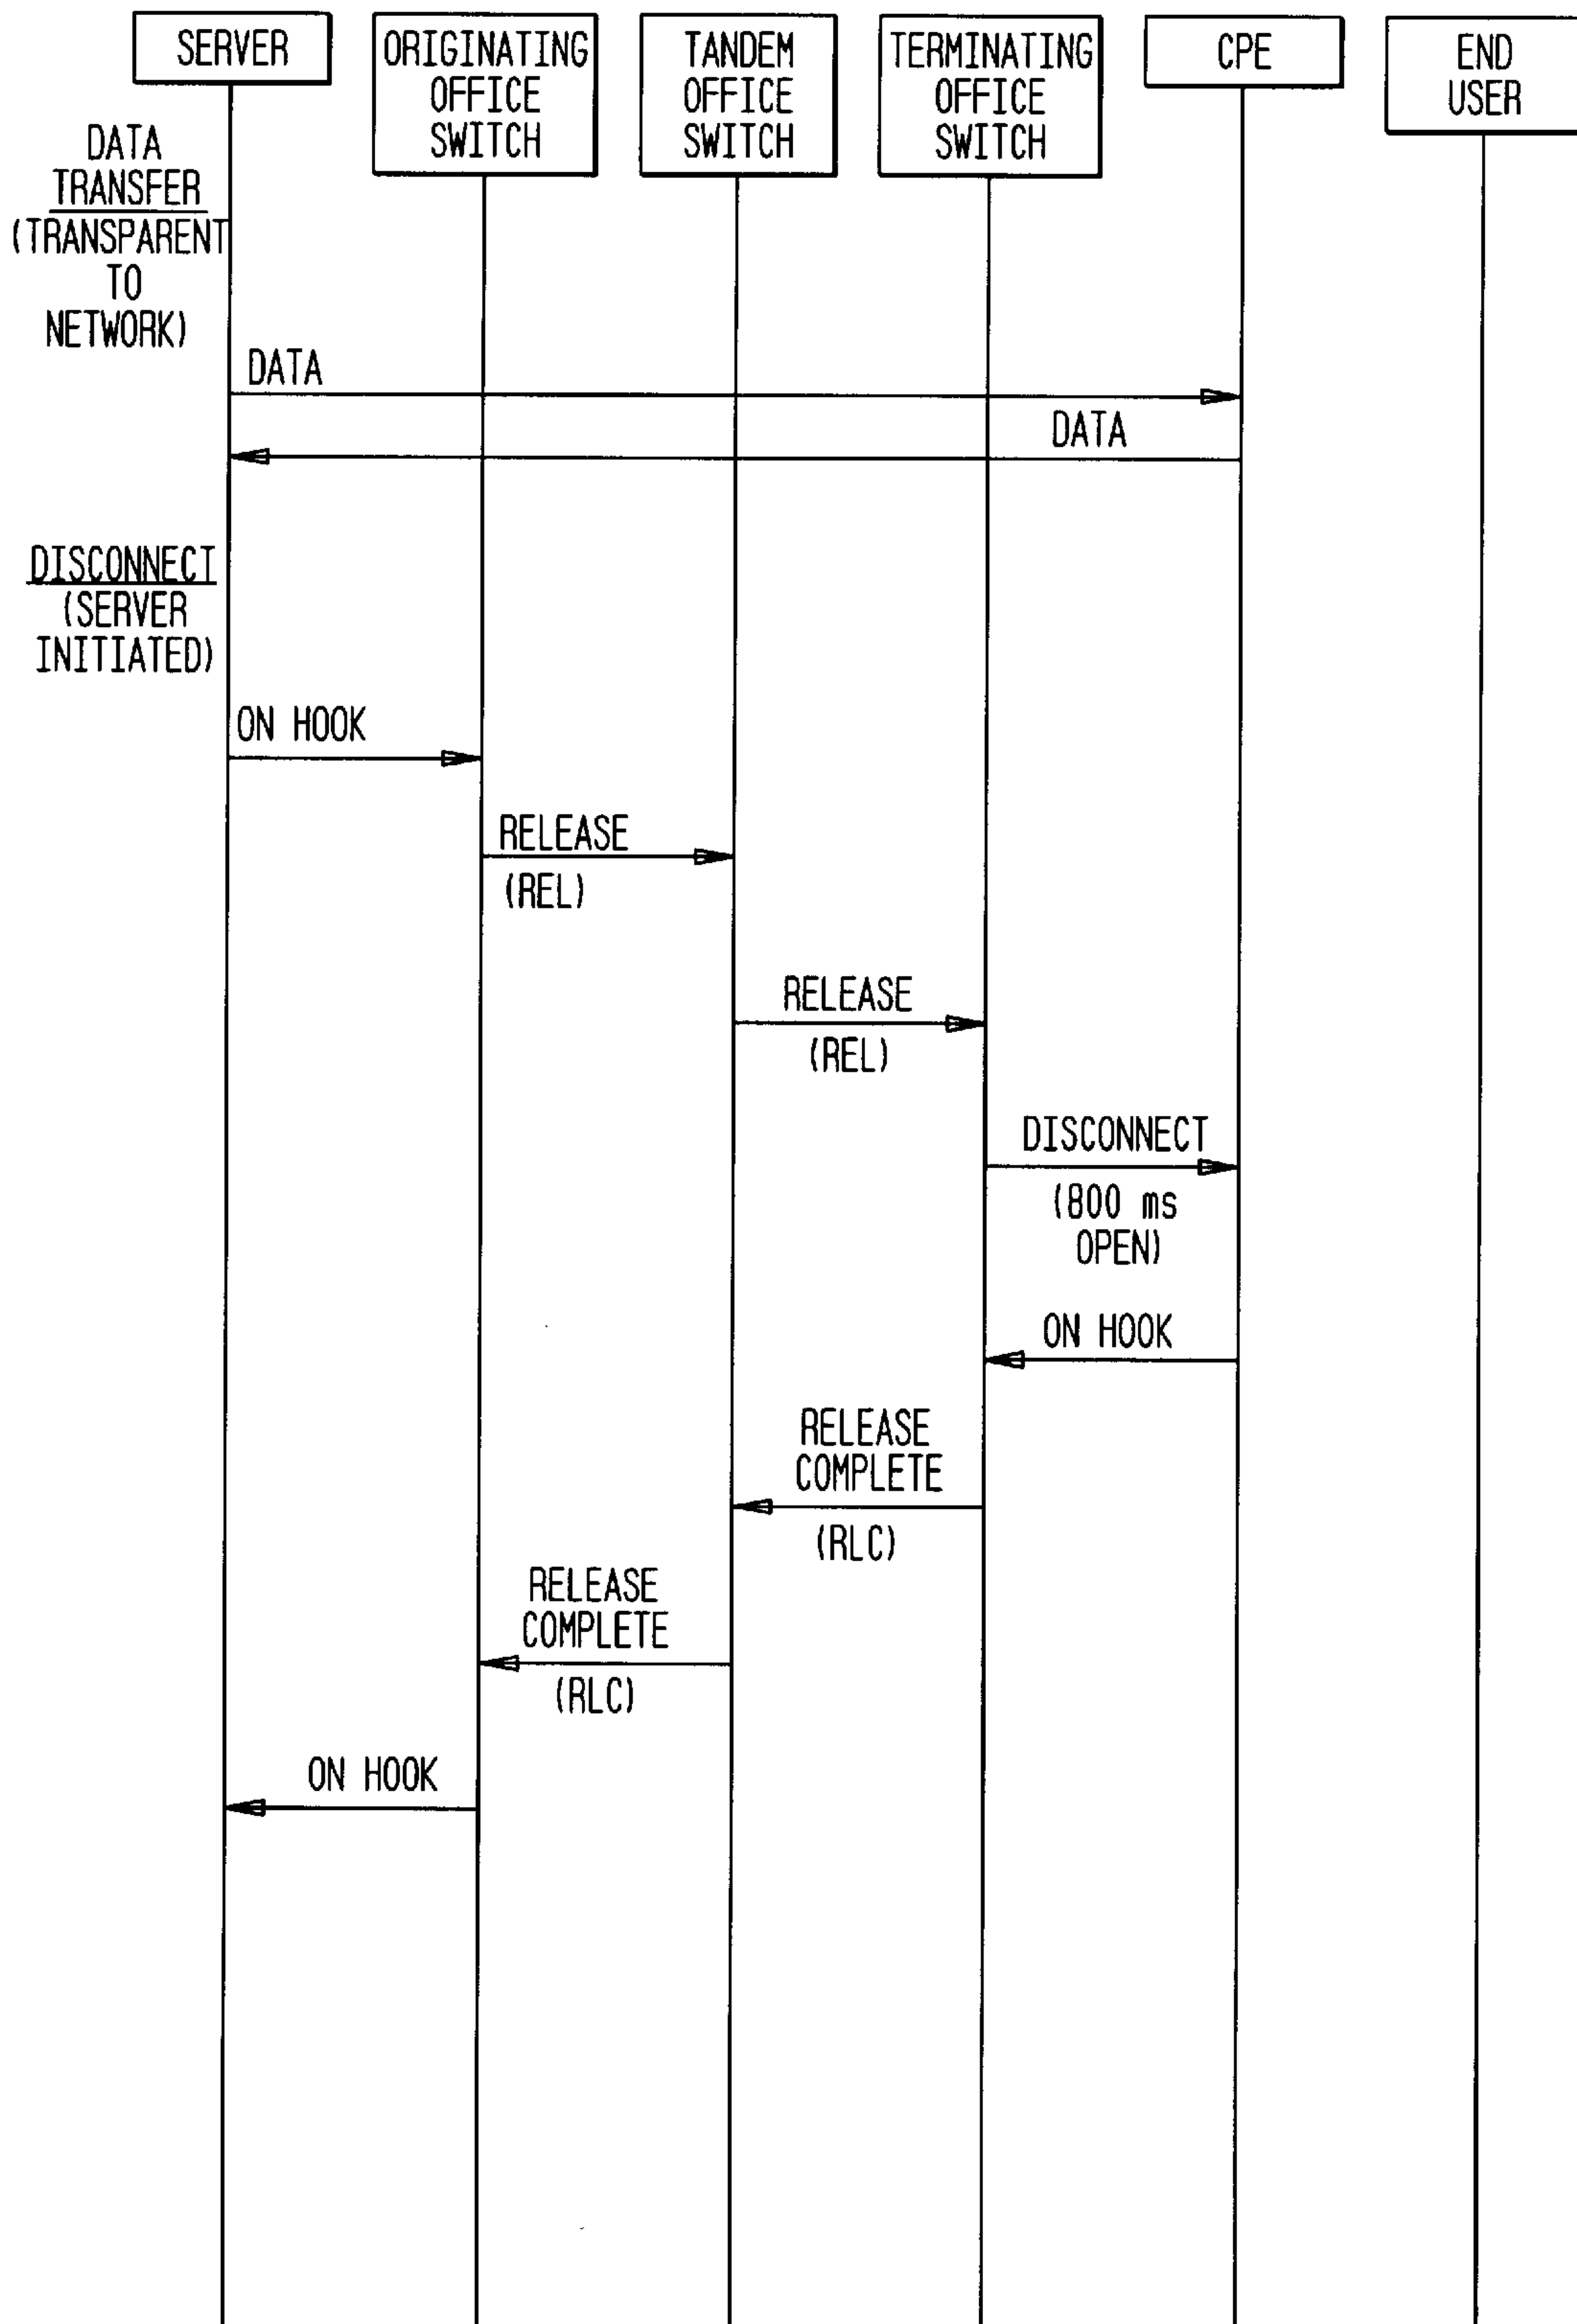 SERVER
ORIGINATING
OFFICE
SWITCH
TANDEM
OFFICE
SWITCH
TERMINATING
OFFICE
SWITCH
CPE
END
USER
DATA
TRANSFER
(TRANSPARENT
TO
NETWORK)
DATA
DATA
DISCONNECT
(SERVER
INITIATED)
ON HOOK
RELEASE
(REL)
RELEASE
(REL)
DISCONNECT
(800 ms
OPEN)
ON HOOK
RELEASE
COMPLETE
(RLC)
RELEASE
COMPLETE
(RLC)
ON HOOK